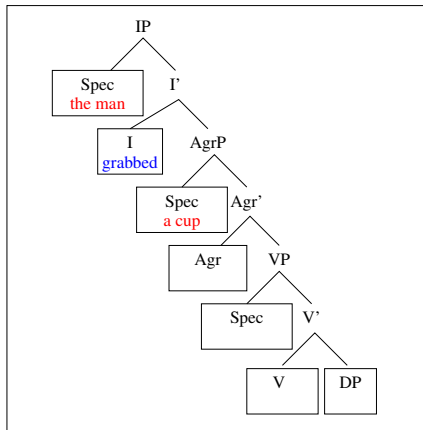 IP
Spec I’
the man
I AgrP
grabbed
Spec Agr’
a cup
Agr VP
Spec V’
V DP